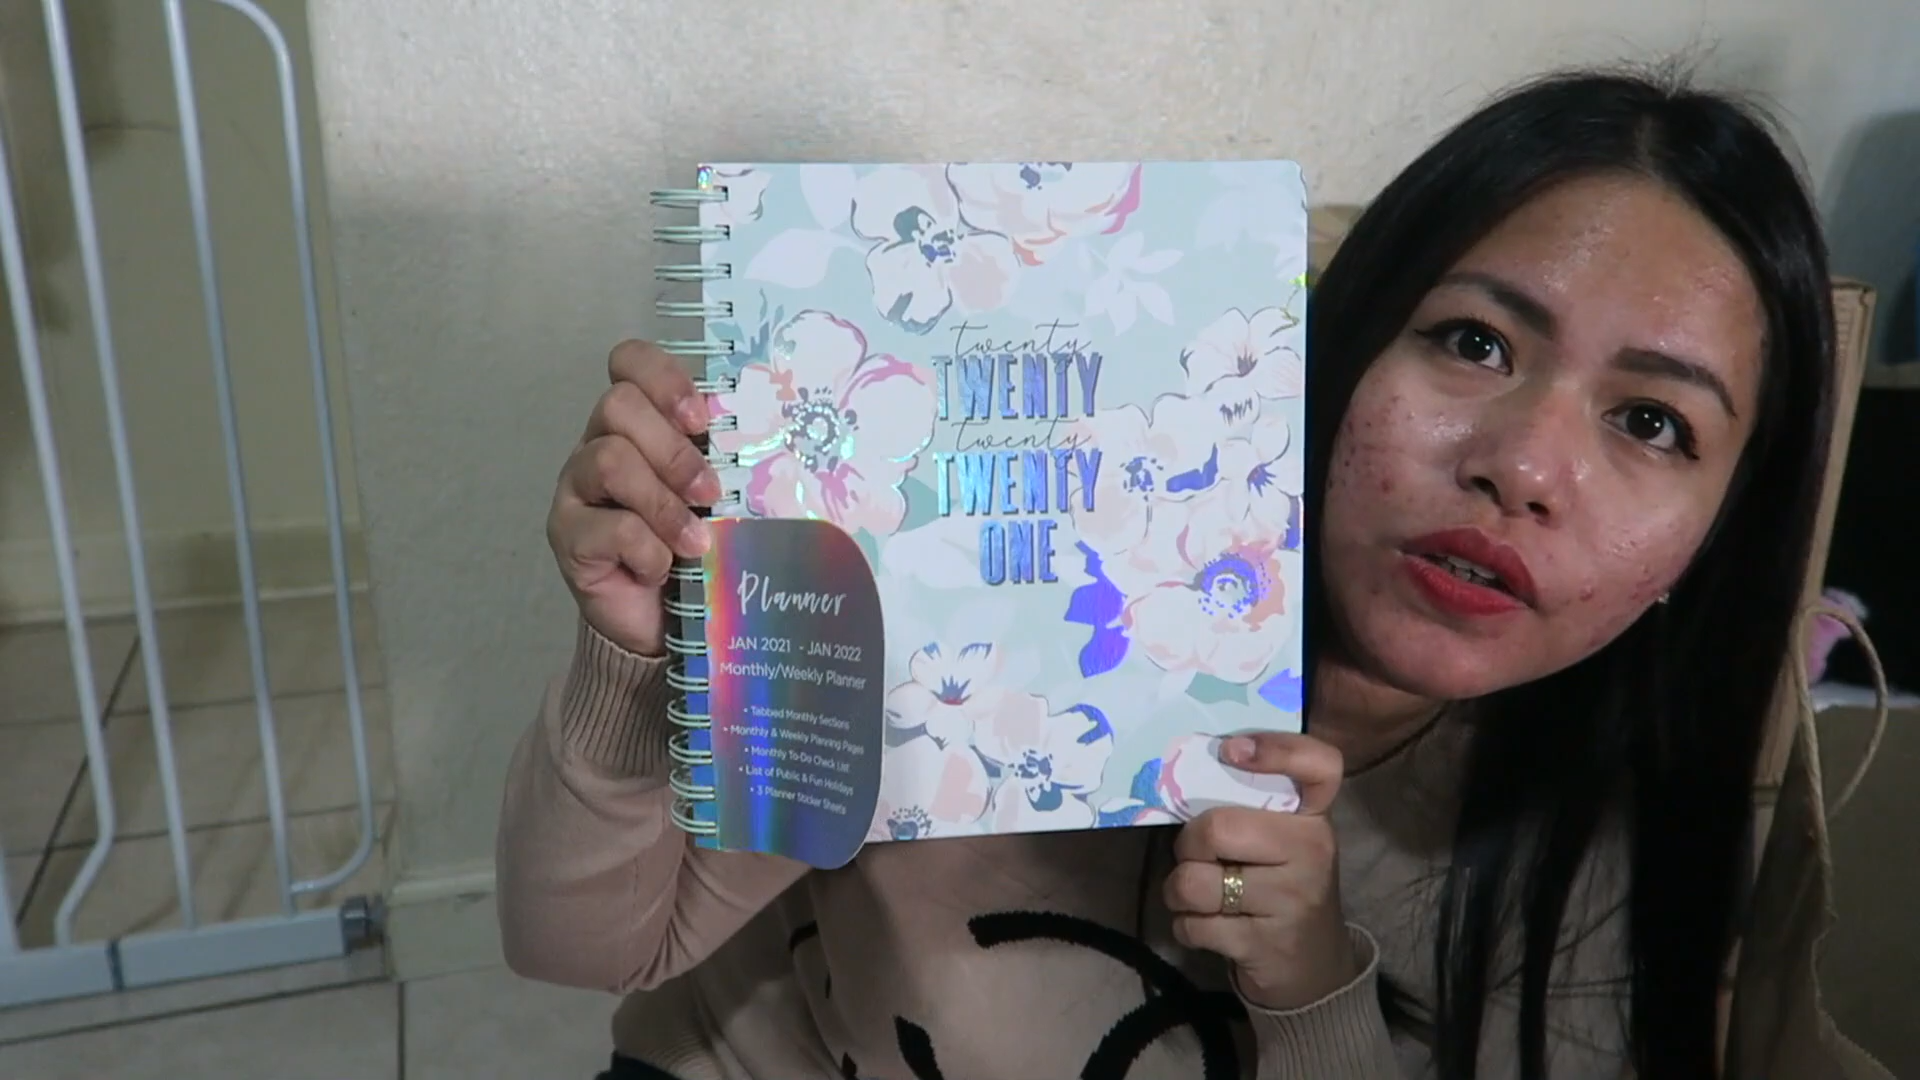 twenty
TWENTY
twenty
TWENTY
ONE
Planner
JAN 2021 - JAN 2022
Monthly/Weekly Planner
• Tabbed Monthly Sections
• Monthly & Weekly Planning Pages
• Monthly To-Do Check List
• List of Public & Fun Holidays
• 3 Planner Sticker Sheets